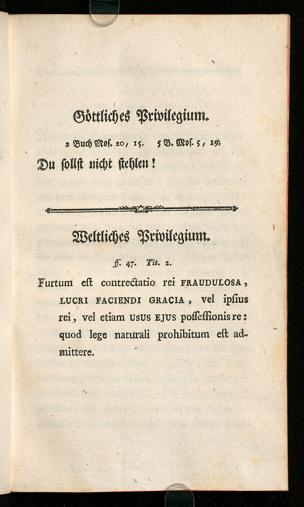 Göttliches Privilegium.
2 Buch Mos. 20, 15. 5 B. Mos. 5, 19.
Du sollst nicht stehlen!
Weltliches Privilegium.
ff. 47. Tit. 2.
Furtum est contrectatio rei FRAUDULOSA,
LUCRI FACIENDI GRACIA, vel ipsius
rei, vel etiam USUS EJUS possessionisre:
quod lege naturali prohibitum est ad-
mittere.